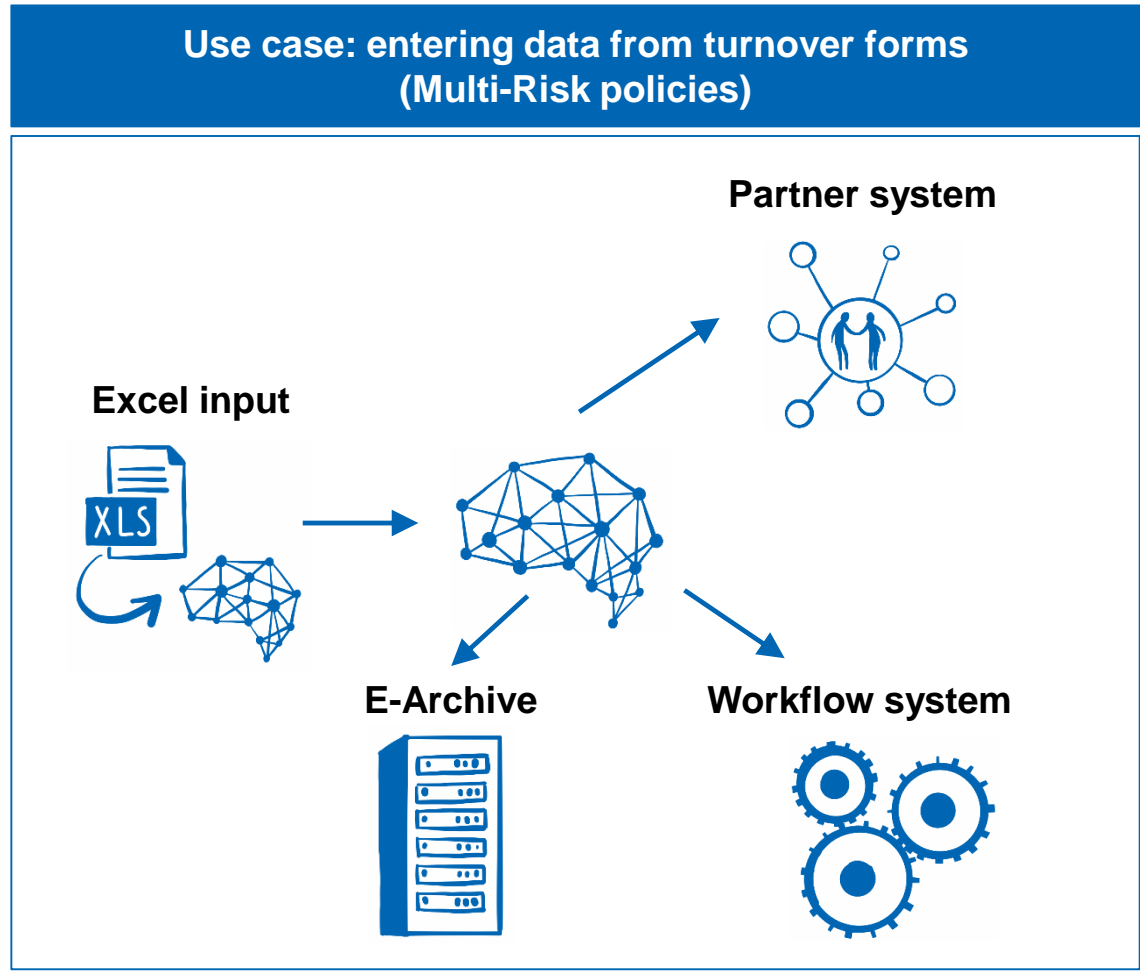 Use case: entering data from turnover forms
(Multi-Risk policies)
Partner system
Excel input
XLS
E-Archive
Workflow system